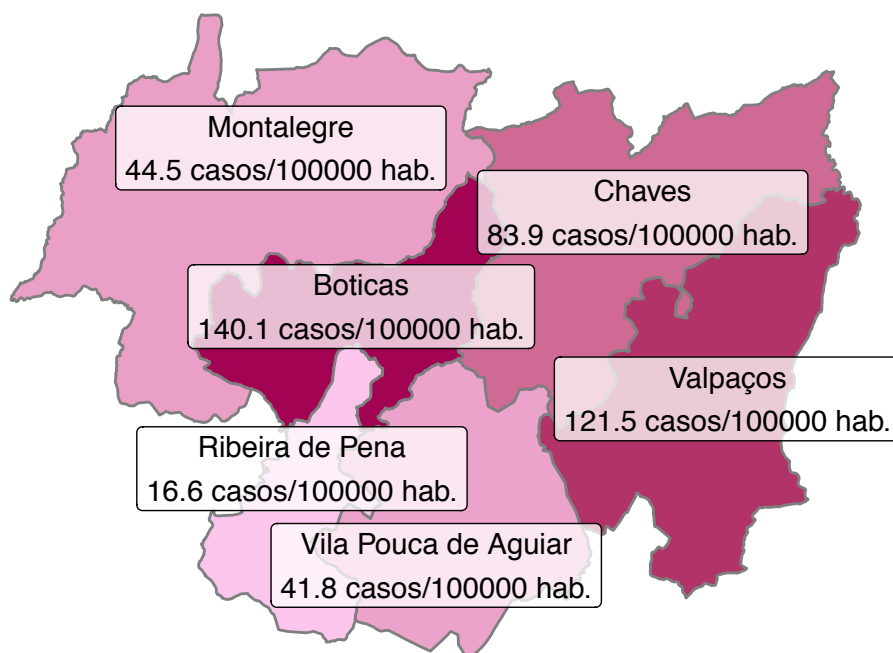 Montalegre
44.5 casos/100000 hab.
Chaves
83.9 casos/100000 hab.
Boticas
140.1 casos/100000 hab.
Valpaços
121.5 casos/100000 hab.
Ribeira de Pena
16.6 casos/100000 hab.
Vila Pouca de Aguiar
41.8 casos/100000 hab.